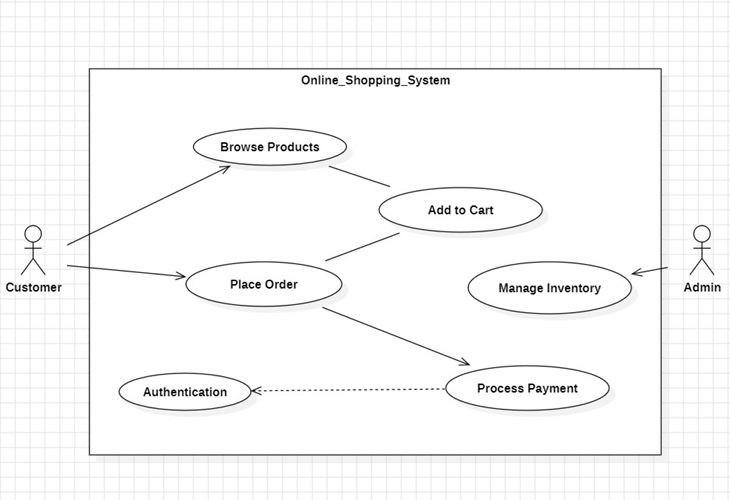 Online_Shopping_System
Browse Products
Add to Cart
Customer
Place Order
Manage Inventory
Admin
Authentication
Process Payment